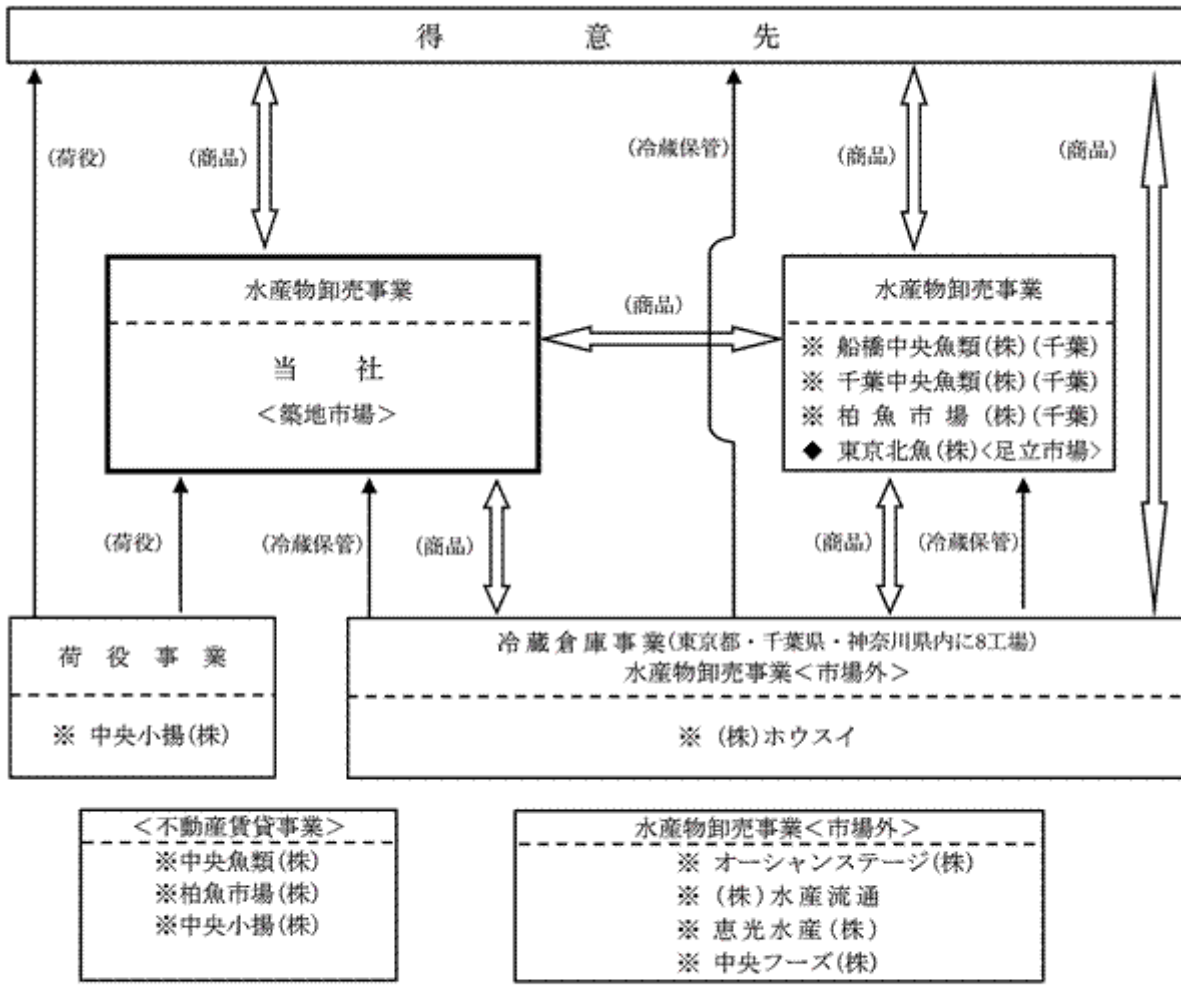 得意先
(荷役)
(商品)
(冷蔵保管)
(商品)
(商品)
水産物卸売事業
当社
<築地市場>
(商品)
水産物卸売事業
※ 船橋中央魚類(株)(千葉)
※ 千葉中央魚類(株)(千葉)
※ 柏魚市場(株)(千葉)
◆ 東京北魚(株)<足立市場>
(荷役)
(冷蔵保管)
(商品)
(商品)
(冷蔵保管)
荷役事業
※ 中央小揚(株)
冷蔵倉庫事業(東京都・千葉県・神奈川県内に8工場)
水産物卸売事業<市場外>
※ (株)ホウスイ
<不動産賃貸事業>
※中央魚類(株)
※柏魚市場(株)
※中央小揚(株)
水産物卸売事業<市場外>
※ オーシャンステージ(株)
※ (株)水産流通
※ 恵光水産(株)
※ 中央フーズ(株)